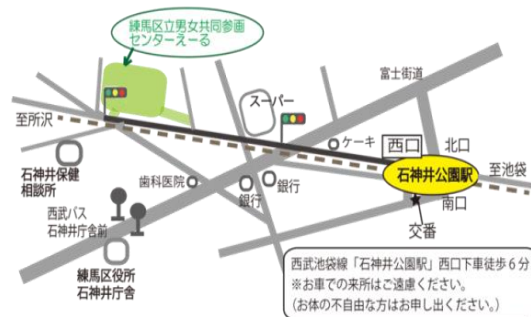 練馬区立男女共同参画
センターえーる
富士街道
スーパー
至所沢
ケーキ
西口
北口
至池袋
石神井公園駅
石神井保健
相談所
歯科医院
銀行
銀行
南口
交番
西武バス
石神井庁舎前
練馬区役所
石神井庁舎
西武池袋線「石神井公園駅」西口下車徒歩6分
※お車での来所はご遠慮ください。
(お体の不自由な方はお申し出ください。)